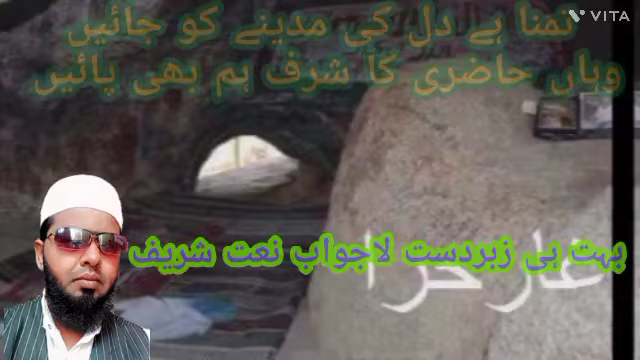 VITA
تمنا ہے دل کی مدینے کو جائیں
وہاں حاضری کا شرف ہم بھی پائیں
بہت ہی زبردست لاجواب نعت شریف
غار حرا